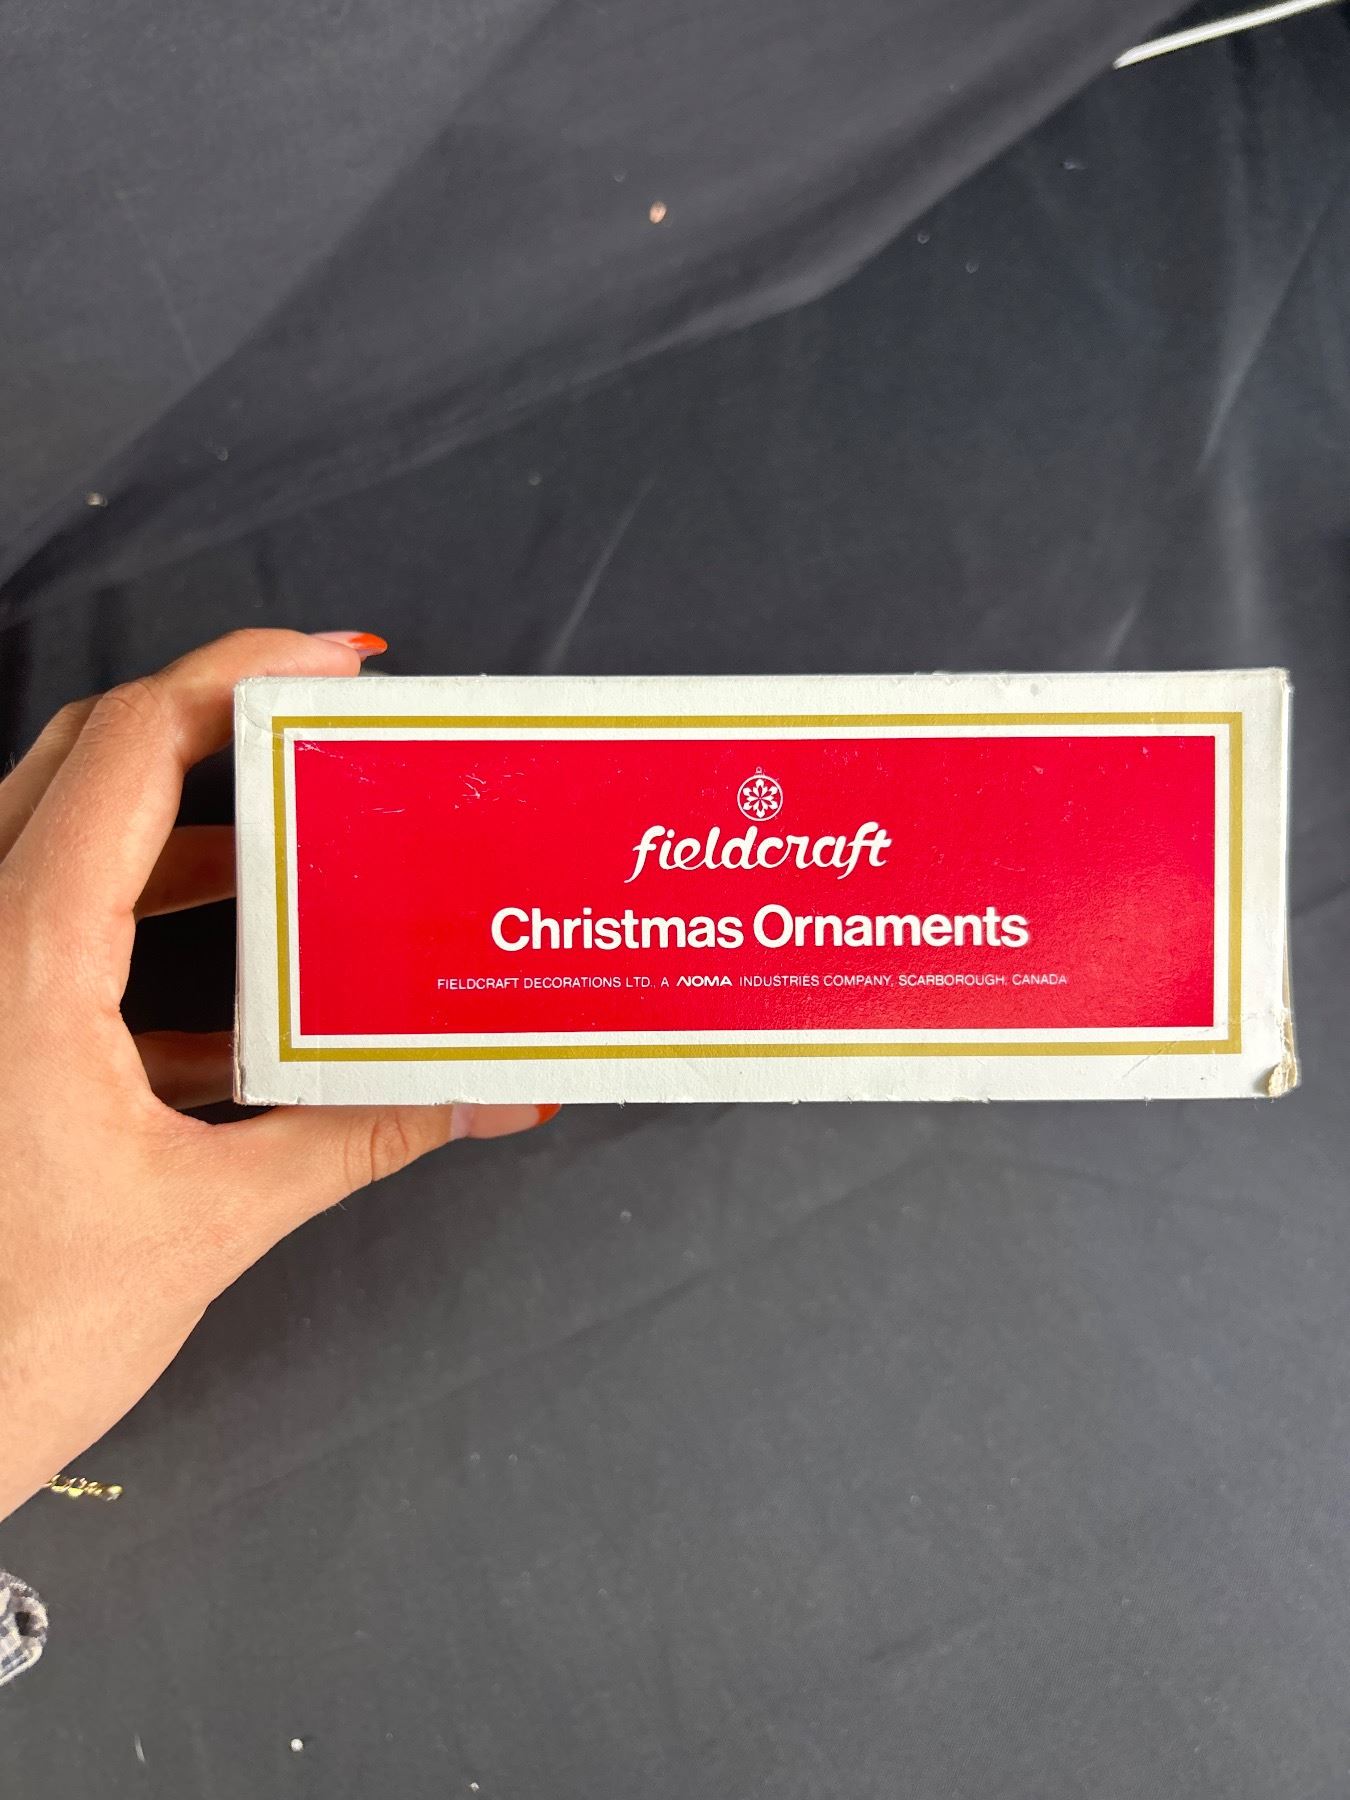 fieldcraft
Christmas Ornaments
FIELDCRAFT DECORATIONS LTD., A NOMA INDUSTRIES COMPANY, SCARBOROUGH, CANADA